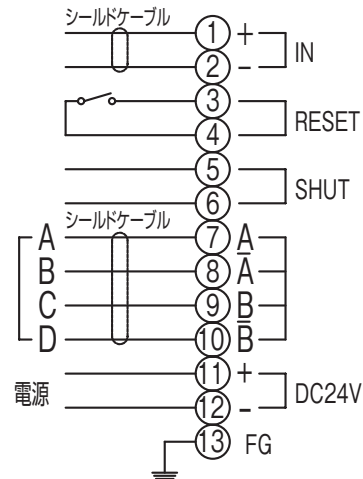 シールドケーブル
1 +
2 -
IN
3
4
RESET
5
6
SHUT
シールドケーブル
A 7 A
B 8 A̅
C 9 B
D 10 B̅
電源
11 +
12 -
DC24V
13 FG